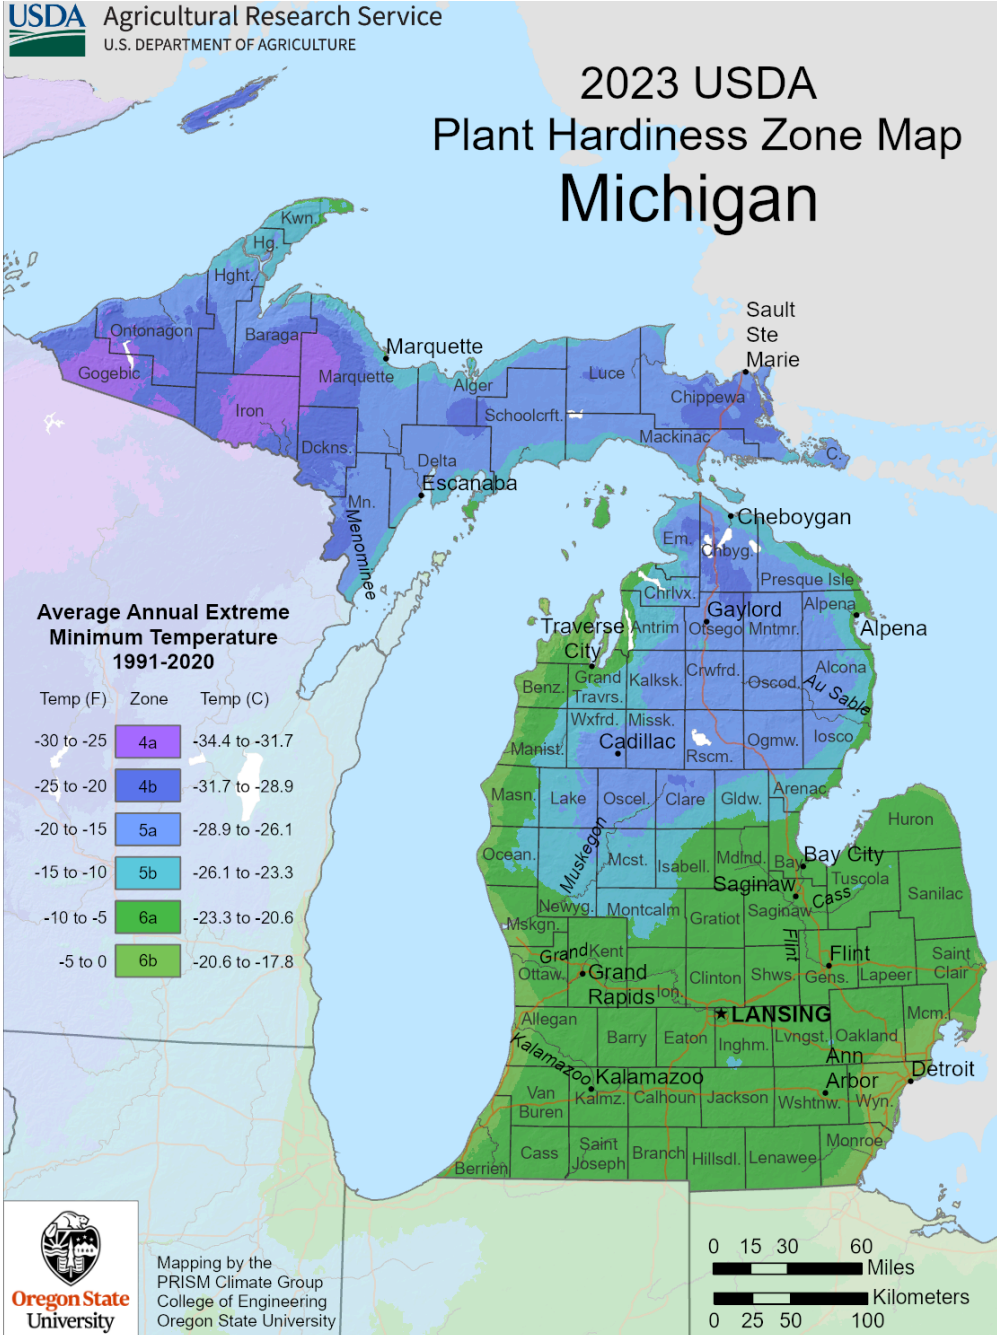 USDA
Agricultural Research Service
U.S. DEPARTMENT OF AGRICULTURE
2023 USDA
Plant Hardiness Zone Map
Michigan
Kwn.
Hg.
Hght.
Ontonagon
Baraga
Gogebic
Iron
Marquette
Marquette
Alger
Luce
Sault
Ste
Marie
Chippewa
Schoolcrft.
Mackinac
Dckns.
Delta
C.
Escanaba
Mn.
Menominee
Cheboygan
Em.
Chbyg.
Presque Isle
Chrlvx.
Alpena
Alpena
Gaylord
Antrim
Otsego
Mntmr.
Traverse
City
Benz.
Grand
Travrs.
Kalksk.
Crwfrd.
Oscod.
Alcona
Au Sable
Manist.
Wxfrd.
Missk.
Cadillac
Rscm.
Ogmw.
Iosco
Masn.
Lake
Oscel.
Clare
Gldw.
Arenac
Huron
Ocean.
Muskegon
Mcst.
Isabell.
Mdlnd.
Bay
Bay City
Saginaw
Cass
Tuscola
Sanilac
Newyg.
Montcalm
Gratiot
Saginaw
Mskgn.
Grand
Kent
Flint
Flint
Saint
Clair
Ottaw.
Grand
Rapids
Ion.
Clinton
Shws.
Gens.
Lapeer
LANSING
Allegan
Barry
Eaton
Inghm.
Lvngst.
Oakland
Mcm.
Kalamazoo
Kalamazoo
Ann
Arbor
Detroit
Van
Buren
Kalmz.
Calhoun
Jackson
Wshtnw.
Wyn.
Berrien
Cass
Saint
Joseph
Branch
Hillsdl.
Lenawee
Monroe
Average Annual Extreme
Minimum Temperature
1991-2020
Temp (F) Zone Temp (C)
-30 to -25 4a -34.4 to -31.7
-25 to -20 4b -31.7 to -28.9
-20 to -15 5a -28.9 to -26.1
-15 to -10 5b -26.1 to -23.3
-10 to -5 6a -23.3 to -20.6
-5 to 0 6b -20.6 to -17.8
Oregon State
University
Mapping by the
PRISM Climate Group
College of Engineering
Oregon State University
0 15 30 60
Miles
Kilometers
0 25 50 100